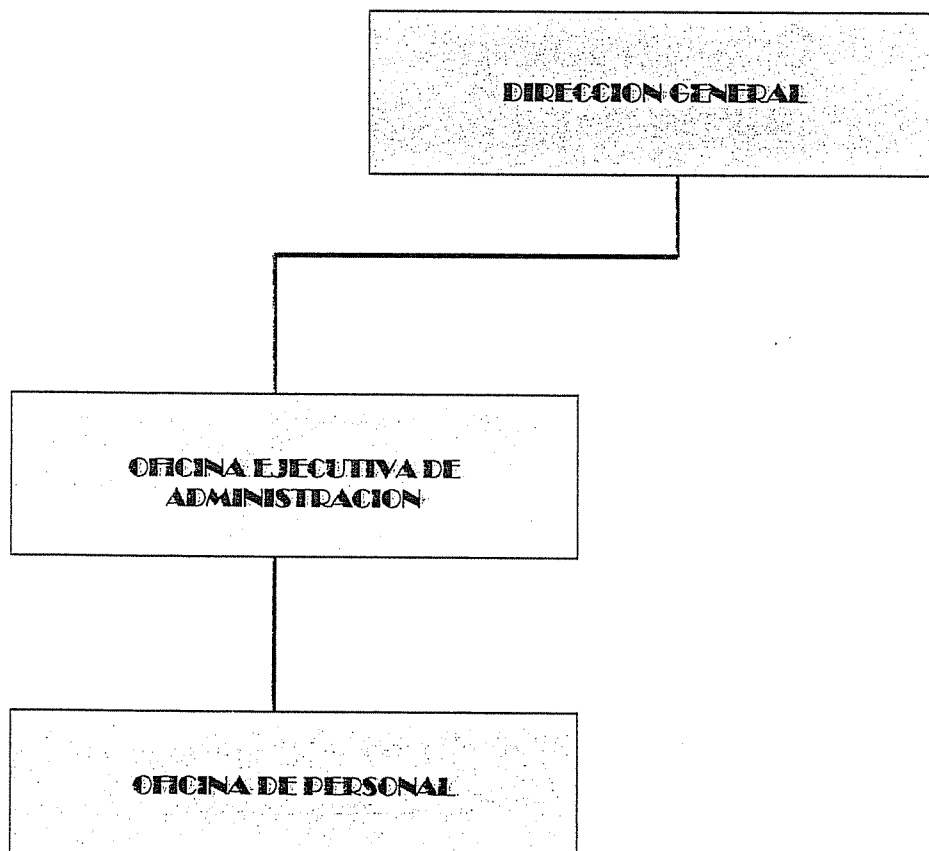 DIRECCION GENERAL
OFICINA EJECUTIVA DE
ADMINISTRACION
OFICINA DE PERSONAL